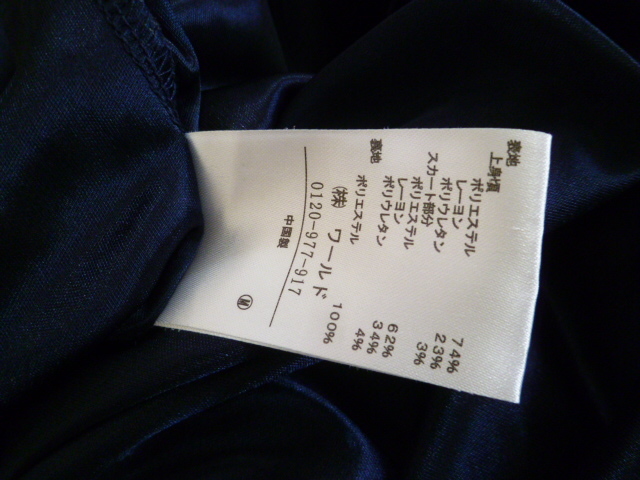 表地
上身頃
ポリエステル 74%
レーヨン 23%
ポリウレタン 3%
スカート部分
ポリエステル 62%
レーヨン 34%
ポリウレタン 4%
裏地
ポリエステル 100%
(株) ワールド
0120-977-917
中国製
M